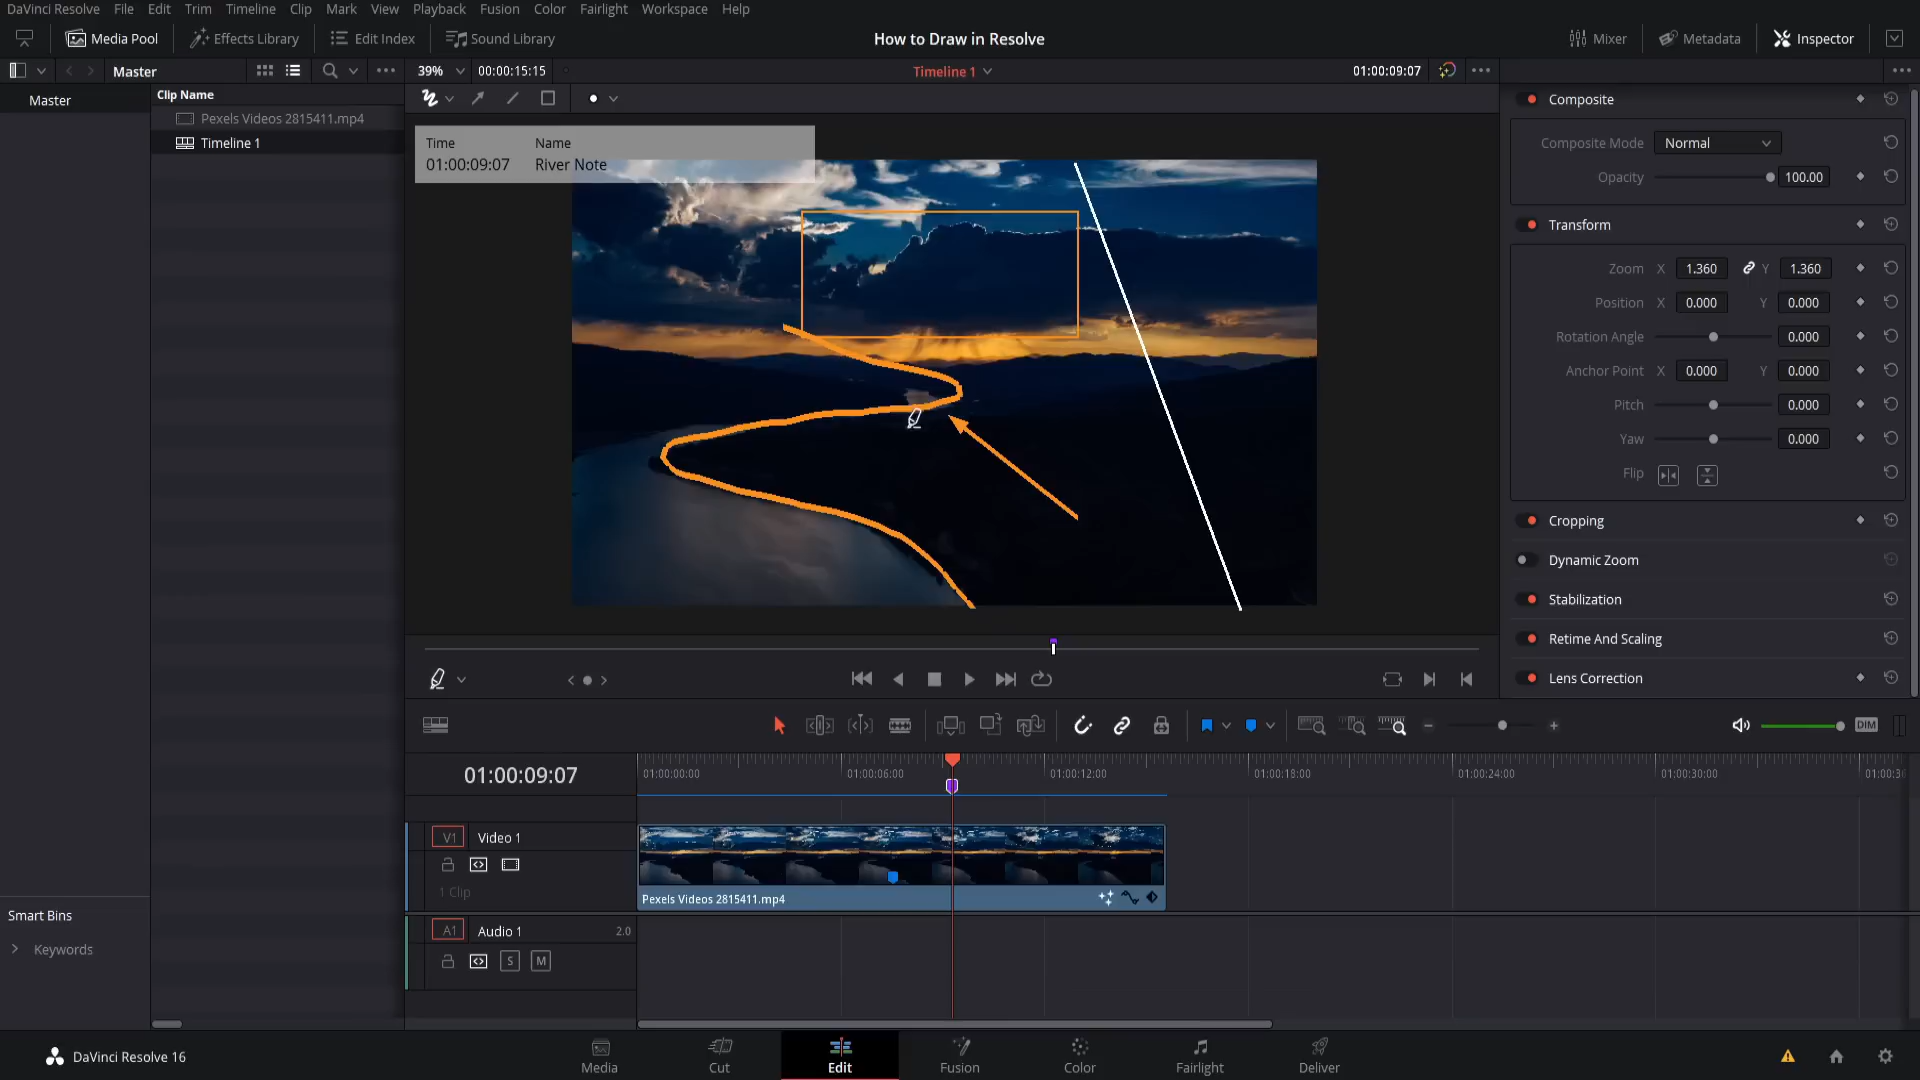 DaVinci Resolve File Edit Trim Timeline Clip Mark View Playback Fusion Color Fairlight Workspace Help
Media Pool Effects Library Edit Index Sound Library How to Draw in Resolve Mixer Metadata Inspector
Master 39% 00:00:15:15 Timeline 1 01:00:09:07
Master
Clip Name
Pexels Videos 2815411.mp4
Timeline 1
Time Name
01:00:09:07 River Note
Composite
Composite Mode Normal
Opacity 100.00
Transform
Zoom X 1.360 Y 1.360
Position X 0.000 Y 0.000
Rotation Angle 0.000
Anchor Point X 0.000 Y 0.000
Pitch 0.000
Yaw 0.000
Flip
Cropping
Dynamic Zoom
Stabilization
Retime And Scaling
Lens Correction
DIM
01:00:09:07
01:00:00:00 01:00:06:00 01:00:12:00 01:00:18:00 01:00:24:00 01:00:30:00 01:00:36
V1 Video 1
1 Clip
Pexels Videos 2815411.mp4
A1 Audio 1 2.0
S M
Smart Bins
Keywords
DaVinci Resolve 16
Media Cut Edit Fusion Color Fairlight Deliver